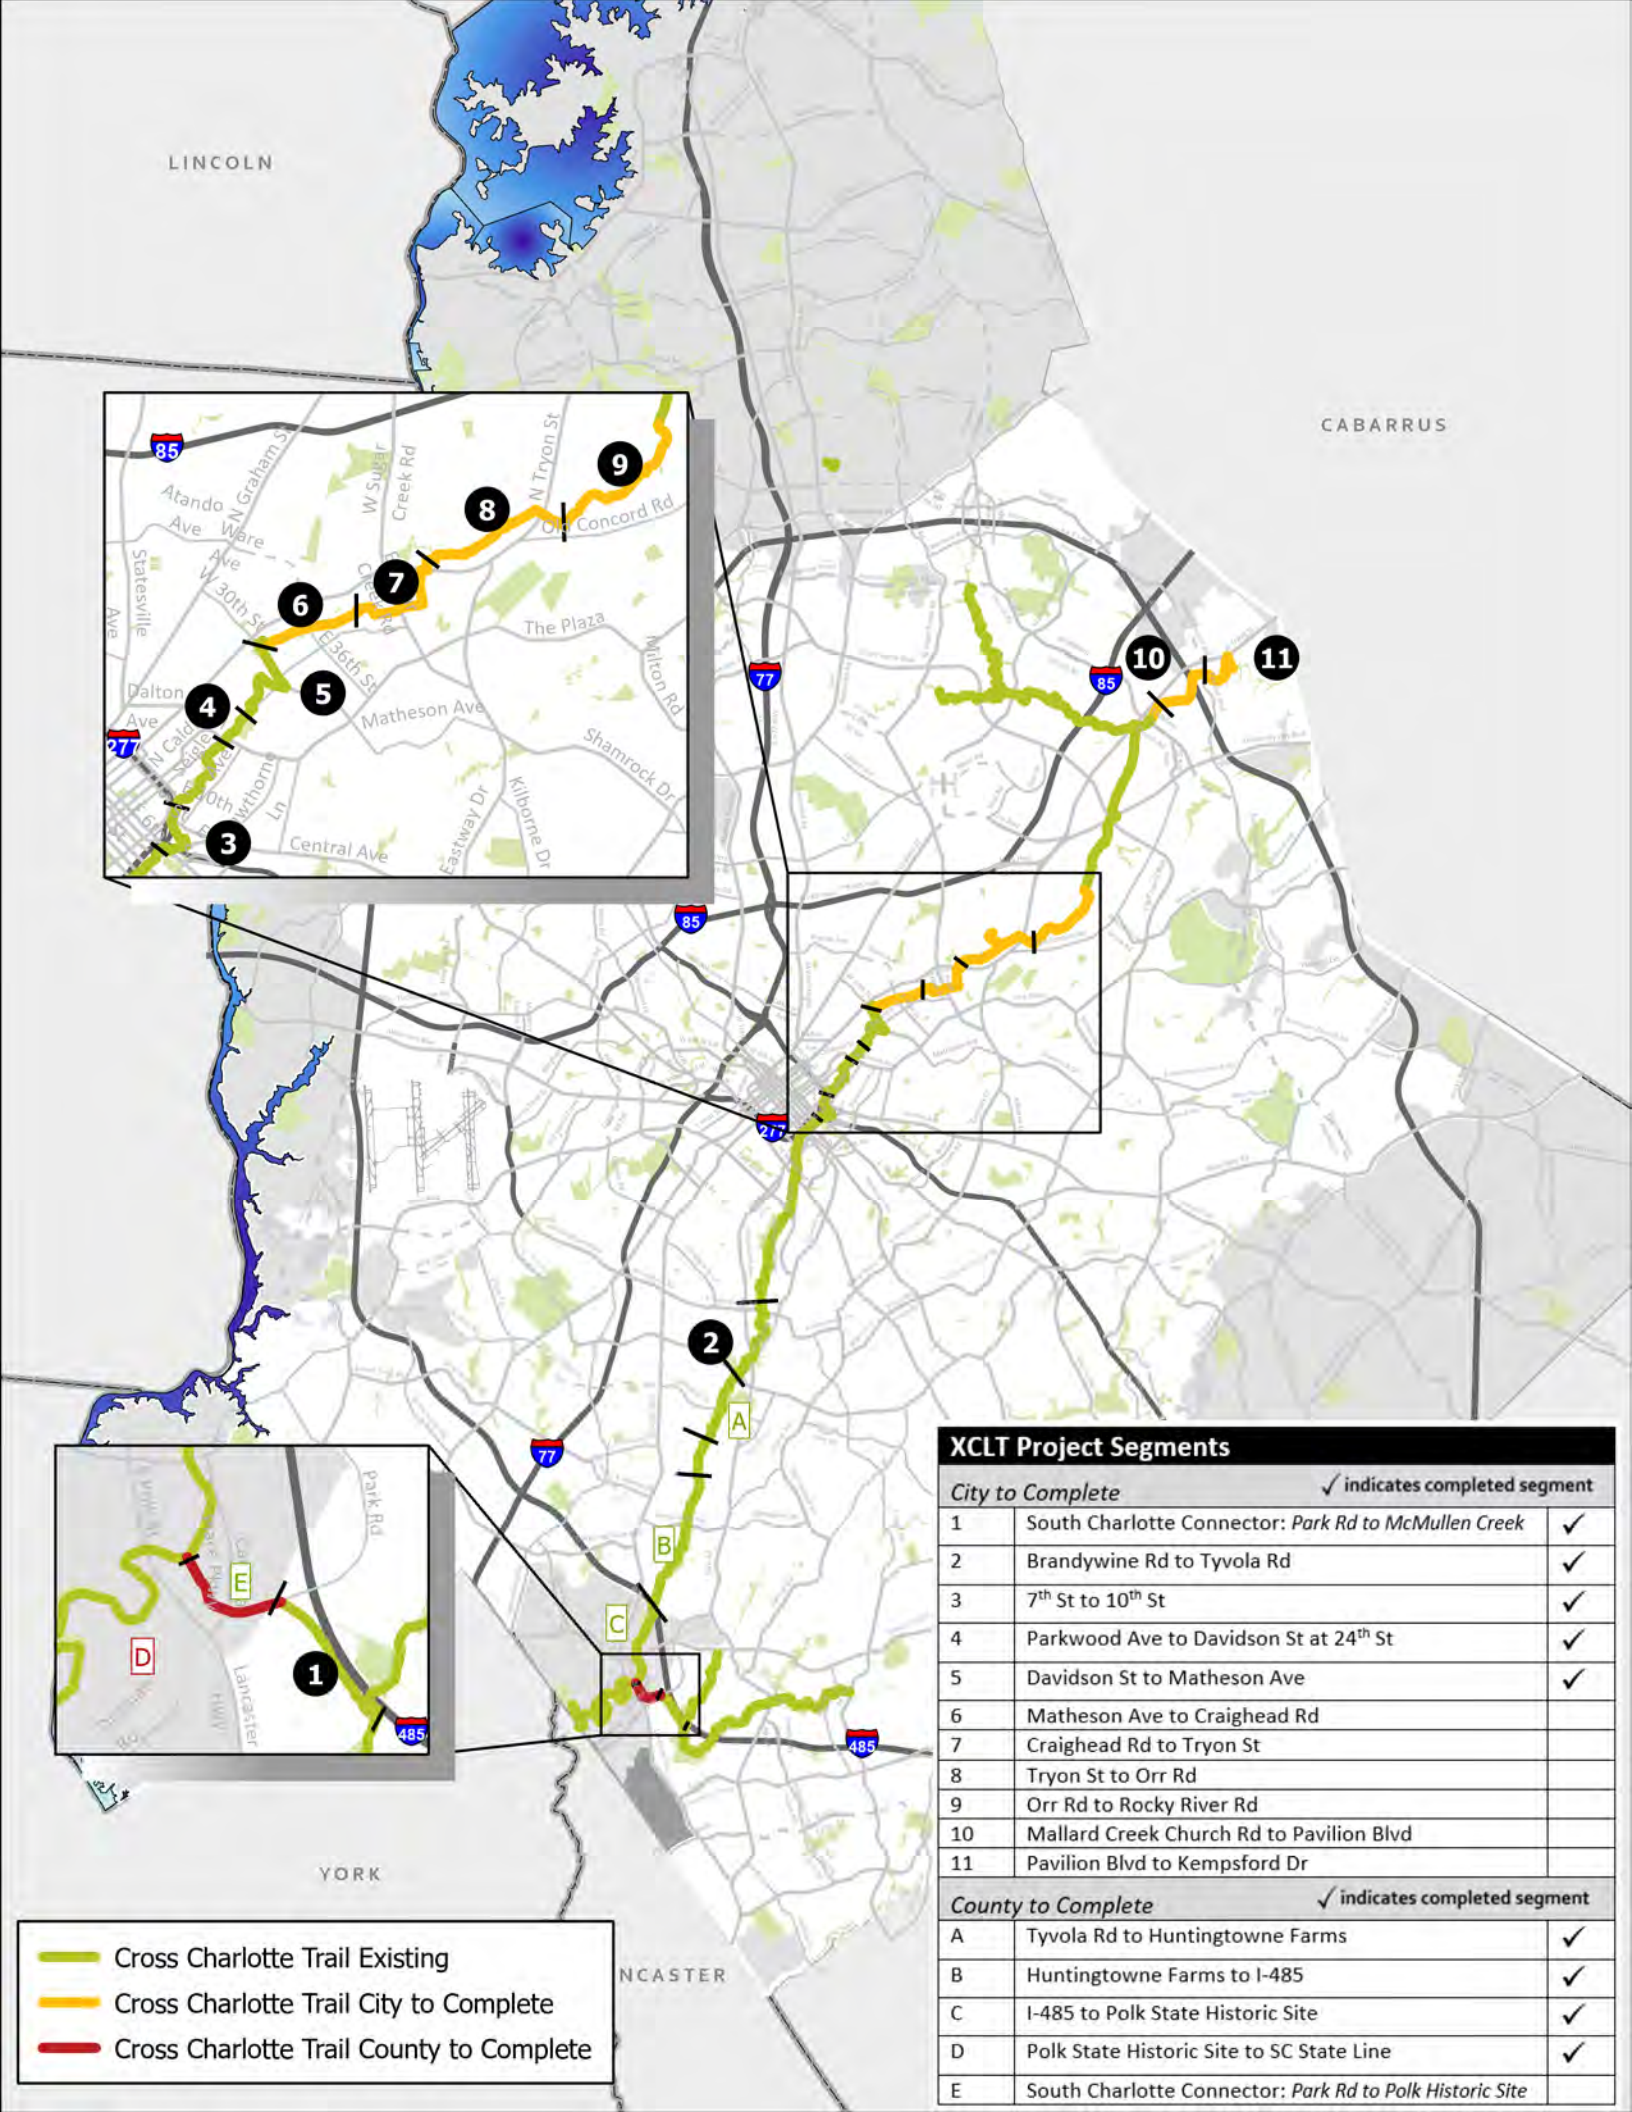 LINCOLN
CABARRUS
85
N Graham St
W Sugar
Creek Rd
N Tryon St
9
8
Old Concord Rd
Atando
Ave
Ware
Ave
Statesville
Ave
W 30th St
7
6
The Plaza
E 36th St
Milton Rd
5
4
Dalton
Ave
Matheson Ave
277
Shamrock Dr
Eastway Dr
Kilborne Dr
Central Ave
Ln
3
77
85
10
11
85
277
2
A
77
B
C
485
Park Rd
E
D
1
Lancaster
HWY
485
YORK
NCASTER
Cross Charlotte Trail Existing
Cross Charlotte Trail City to Complete
Cross Charlotte Trail County to Complete
XCLT Project Segments
City to Complete ✓ indicates completed segment
1 South Charlotte Connector: Park Rd to McMullen Creek ✓
2 Brandywine Rd to Tyvola Rd ✓
3 7th St to 10th St ✓
4 Parkwood Ave to Davidson St at 24th St ✓
5 Davidson St to Matheson Ave ✓
6 Matheson Ave to Craighead Rd
7 Craighead Rd to Tryon St
8 Tryon St to Orr Rd
9 Orr Rd to Rocky River Rd
10 Mallard Creek Church Rd to Pavilion Blvd
11 Pavilion Blvd to Kempsford Dr
County to Complete ✓ indicates completed segment
A Tyvola Rd to Huntingtowne Farms ✓
B Huntingtowne Farms to I-485 ✓
C I-485 to Polk State Historic Site ✓
D Polk State Historic Site to SC State Line ✓
E South Charlotte Connector: Park Rd to Polk Historic Site